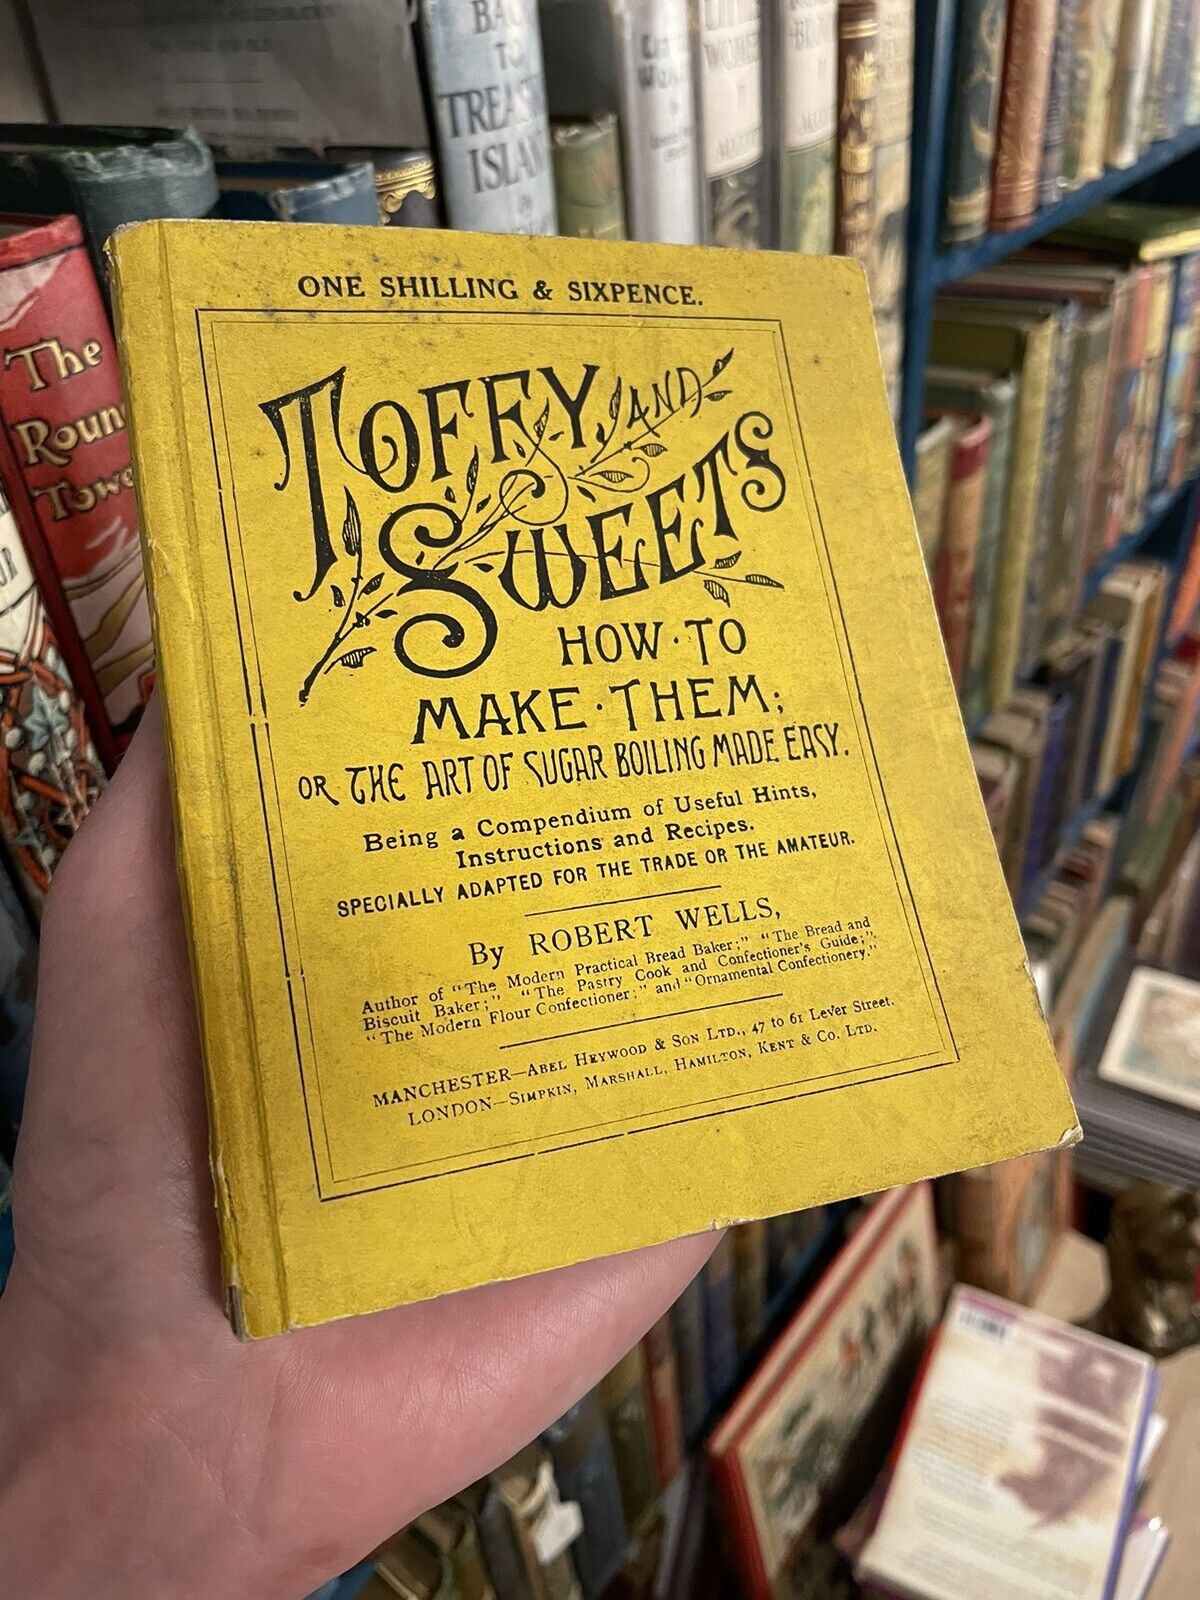 BACK
TO
TREASURE
ISLAND
LITTLE
WOMEN
The
Round
Tower
ONE SHILLING & SIXPENCE.
TOFFY AND
SWEETS
HOW · TO
MAKE · THEM;
OR THE ART OF SUGAR BOILING MADE EASY.
Being a Compendium of Useful Hints,
Instructions and Recipes.
SPECIALLY ADAPTED FOR THE TRADE OR THE AMATEUR.
By ROBERT WELLS,
Author of "The Modern Practical Bread Baker;" "The Bread and
Biscuit Baker;" "The Pastry Cook and Confectioner's Guide;"
"The Modern Flour Confectioner;" and "Ornamental Confectionery."
MANCHESTER—ABEL HEYWOOD & SON LTD., 47 to 61 Lever Street.
LONDON—SIMPKIN, MARSHALL, HAMILTON, KENT & CO. LTD.